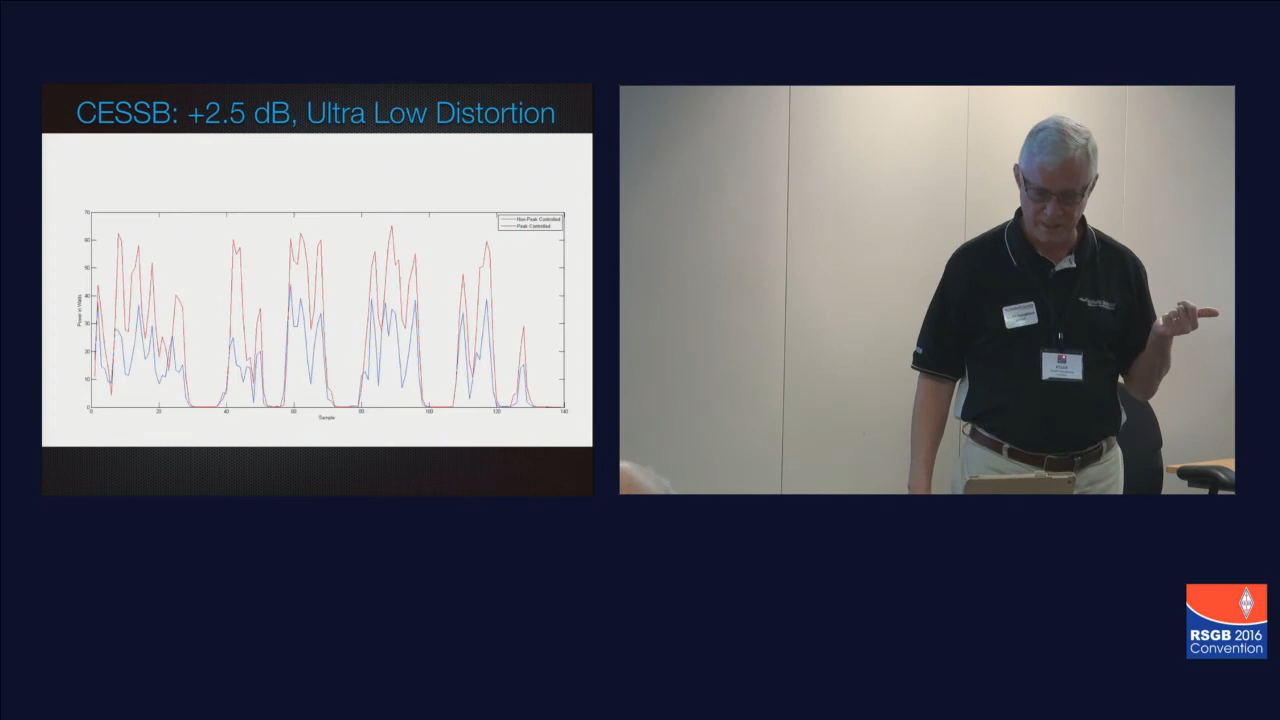 CESSB: +2.5 dB, Ultra Low Distortion
70
Non-Peak Controlled
Peak Controlled
60
50
40
30
20
10
0
Power in Watts
0 20 40 60 80 100 120 140
Sample
RSGB 2016
Convention